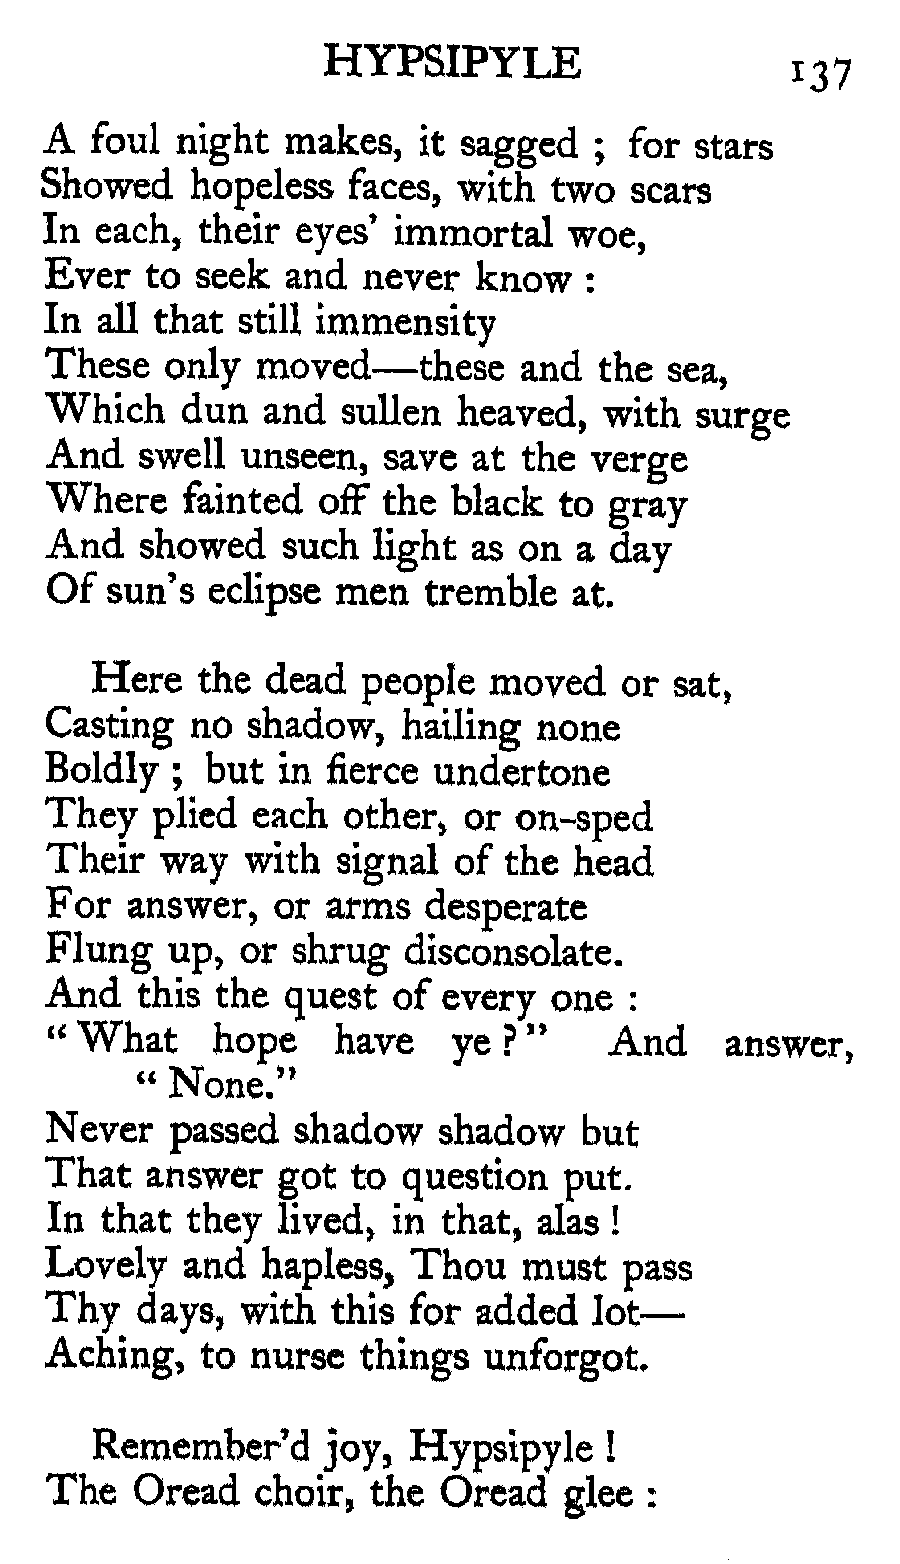 HYPSIPYLE 137
A foul night makes, it sagged ; for stars
Showed hopeless faces, with two scars
In each, their eyes' immortal woe,
Ever to seek and never know :
In all that still immensity
These only moved—these and the sea,
Which dun and sullen heaved, with surge
And swell unseen, save at the verge
Where fainted off the black to gray
And showed such light as on a day
Of sun's eclipse men tremble at.
Here the dead people moved or sat,
Casting no shadow, hailing none
Boldly ; but in fierce undertone
They plied each other, or on-sped
Their way with signal of the head
For answer, or arms desperate
Flung up, or shrug disconsolate.
And this the quest of every one :
“ What hope have ye ? ” And answer,
“ None.”
Never passed shadow shadow but
That answer got to question put.
In that they lived, in that, alas !
Lovely and hapless, Thou must pass
Thy days, with this for added lot—
Aching, to nurse things unforgot.
Remember'd joy, Hypsipyle !
The Oread choir, the Oread glee :